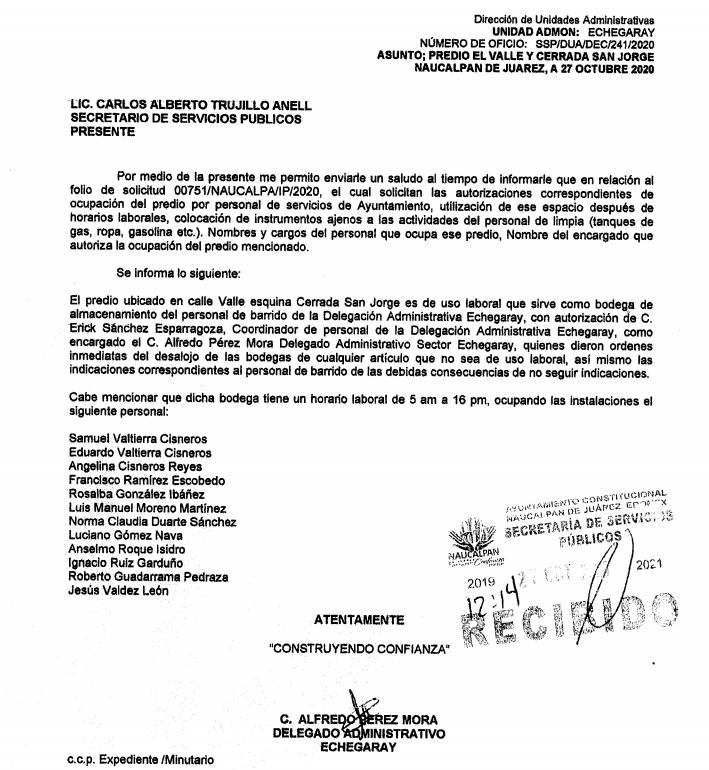 Dirección de Unidades Administrativas
UNIDAD ADMON: ECHEGARAY
NÚMERO DE OFICIO: SSP/DUA/DEC/241/2020
ASUNTO; PREDIO EL VALLE Y CERRADA SAN JORGE
NAUCALPAN DE JUAREZ, A 27 OCTUBRE 2020
LIC. CARLOS ALBERTO TRUJILLO ANELL
SECRETARIO DE SERVICIOS PUBLICOS
PRESENTE
Por medio de la presente me permito enviarle un saludo al tiempo de informarle que en relación al
folio de solicitud 00751/NAUCALPA/IP/2020, el cual solicitan las autorizaciones correspondientes de
ocupación del predio por personal de servicios de Ayuntamiento, utilización de ese espacio después de
horarios laborales, colocación de instrumentos ajenos a las actividades del personal de limpia (tanques de
gas, ropa, gasolina etc.). Nombres y cargos del personal que ocupa ese predio, Nombre del encargado que
autoriza la ocupación del predio mencionado.
Se informa lo siguiente:
El predio ubicado en calle Valle esquina Cerrada San Jorge es de uso laboral que sirve como bodega de
almacenamiento del personal de barrido de la Delegación Administrativa Echegaray, con autorización de C.
Erick Sánchez Esparragoza, Coordinador de personal de la Delegación Administrativa Echegaray, como
encargado el C. Alfredo Pérez Mora Delegado Administrativo Sector Echegaray, quienes dieron ordenes
inmediatas del desalojo de las bodegas de cualquier artículo que no sea de uso laboral, así mismo las
indicaciones correspondientes al personal de barrido de las debidas consecuencias de no seguir indicaciones.
Cabe mencionar que dicha bodega tiene un horario laboral de 5 am a 16 pm, ocupando las instalaciones el
siguiente personal:
Samuel Valtierra Cisneros
Eduardo Valtierra Cisneros
Angelina Cisneros Reyes
Francisco Ramírez Escobedo
Rosalba González Ibáñez
Luis Manuel Moreno Martínez
Norma Claudia Duarte Sánchez
Luciano Gómez Nava
Anselmo Roque Isidro
Ignacio Ruiz Garduño
Roberto Guadarrama Pedraza
Jesús Valdez León
AYUNTAMIENTO CONSTITUCIONAL
NAUCALPAN DE JUÁREZ,
SECRETARÍA DE SERVICIOS
PÚBLICOS
NAUCALPAN
2019
2021
12:14
RECIBIDO
ATENTAMENTE
"CONSTRUYENDO CONFIANZA"
C. ALFREDO PEREZ MORA
DELEGADO ADMINISTRATIVO
ECHEGARAY
c.c.p. Expediente /Minutario